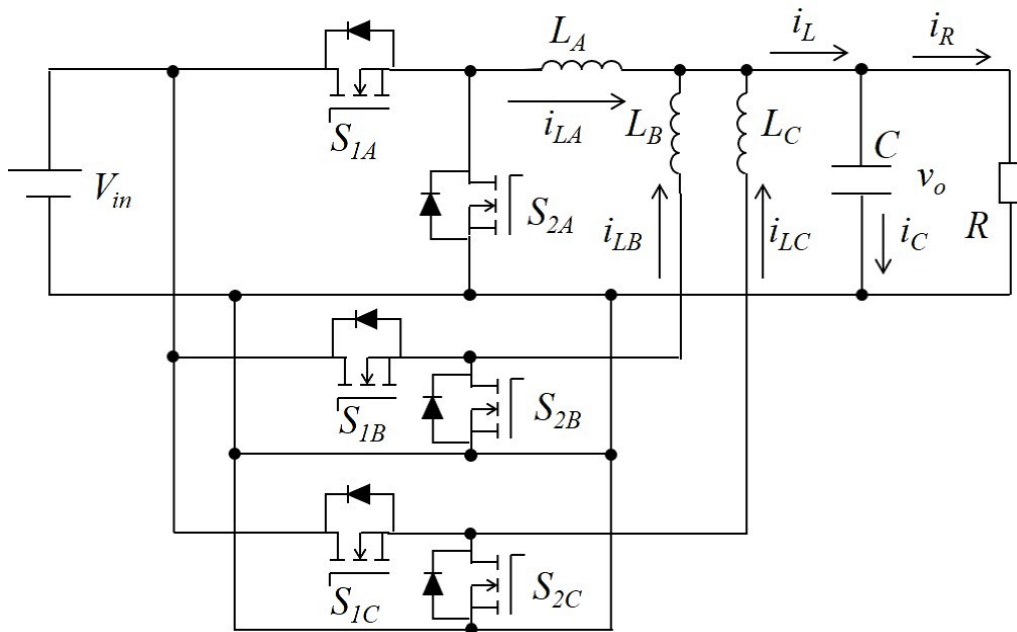 i_L
i_R
L_A
S_1A
i_LA
L_B
L_C
V_in
S_2A
C
v_o
R
i_LB
i_LC
i_C
S_1B
S_2B
S_1C
S_2C